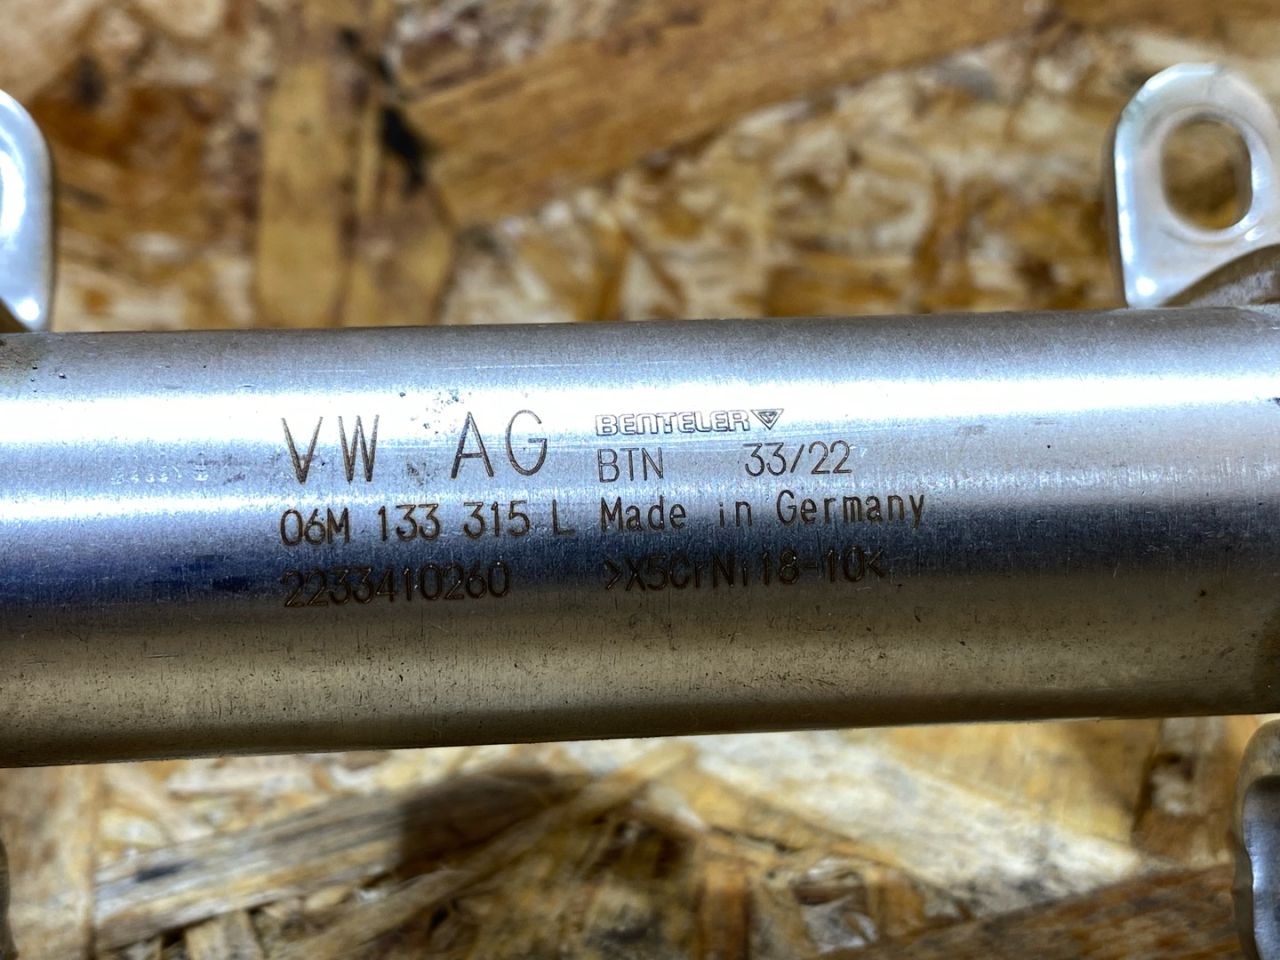 VW AG BENTELER
BTN 33/22
06M 133 315 L Made in Germany
2233410260 >X5CrNi18-10<